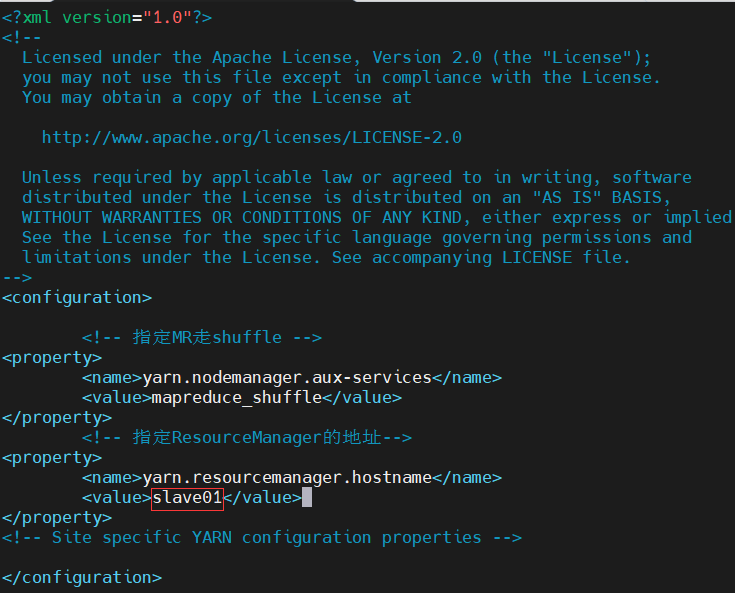 <?xml version="1.0"?>
<!--
  Licensed under the Apache License, Version 2.0 (the "License");
  you may not use this file except in compliance with the License.
  You may obtain a copy of the License at

    http://www.apache.org/licenses/LICENSE-2.0

  Unless required by applicable law or agreed to in writing, software
  distributed under the License is distributed on an "AS IS" BASIS,
  WITHOUT WARRANTIES OR CONDITIONS OF ANY KIND, either express or implied
  See the License for the specific language governing permissions and
  limitations under the License. See accompanying LICENSE file.
-->
<configuration>

        <!-- 指定MR走shuffle -->
<property>
        <name>yarn.nodemanager.aux-services</name>
        <value>mapreduce_shuffle</value>
</property>
        <!-- 指定ResourceManager的地址-->
<property>
        <name>yarn.resourcemanager.hostname</name>
        <value>slave01</value>
</property>
<!-- Site specific YARN configuration properties -->

</configuration>